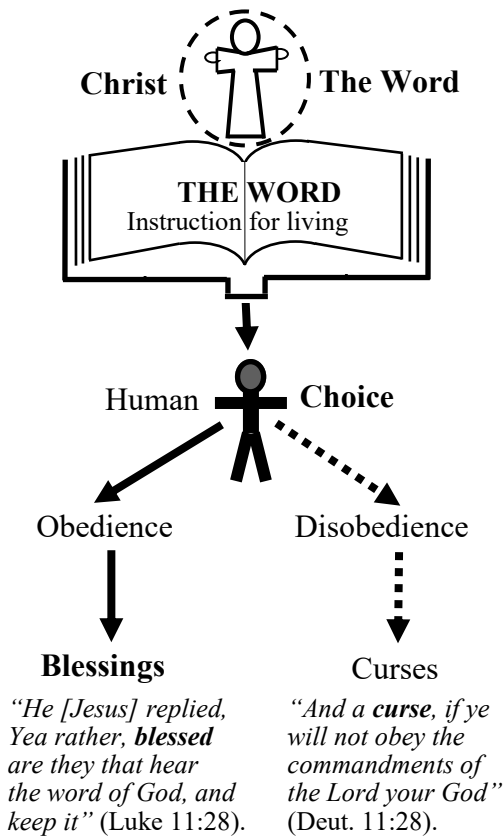 Christ The Word
THE WORD
Instruction for living
Human Choice
Obedience Disobedience
Blessings Curses
“He [Jesus] replied,
Yea rather, blessed
are they that hear
the word of God, and
keep it” (Luke 11:28).
“And a curse, if ye
will not obey the
commandments of
the Lord your God”
(Deut. 11:28).